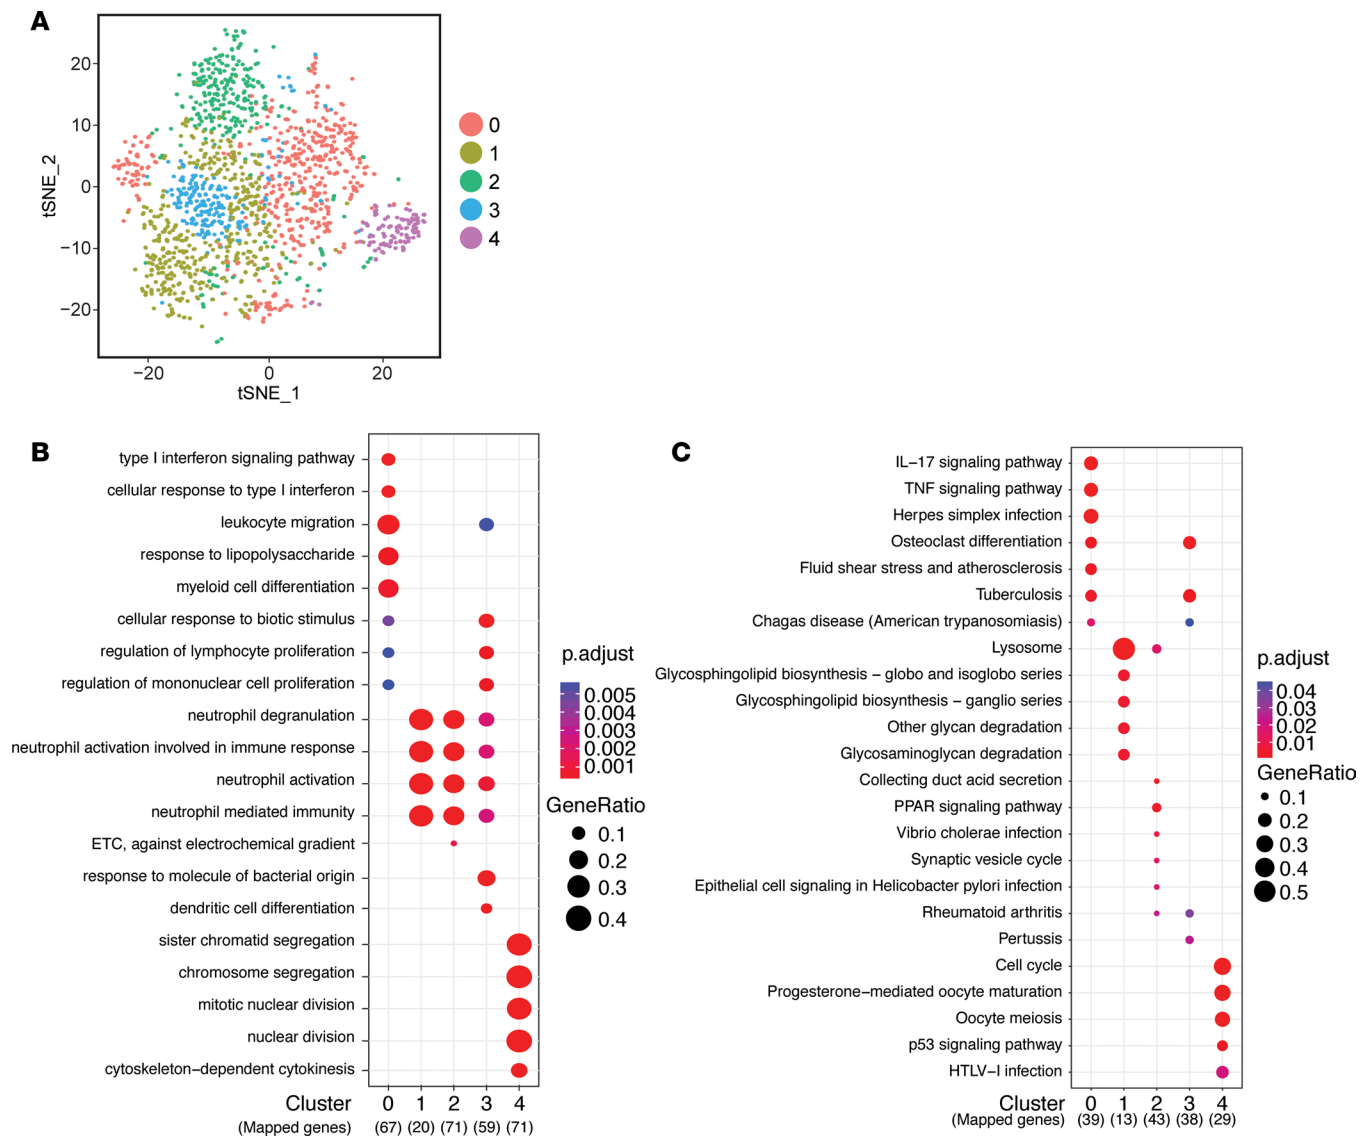 A
20
10
0
−10
−20
tSNE_2
−20 0 20
tSNE_1
0
1
2
3
4
B
type I interferon signaling pathway
cellular response to type I interferon
leukocyte migration
response to lipopolysaccharide
myeloid cell differentiation
cellular response to biotic stimulus
regulation of lymphocyte proliferation
regulation of mononuclear cell proliferation
neutrophil degranulation
neutrophil activation involved in immune response
neutrophil activation
neutrophil mediated immunity
ETC, against electrochemical gradient
response to molecule of bacterial origin
dendritic cell differentiation
sister chromatid segregation
chromosome segregation
mitotic nuclear division
nuclear division
cytoskeleton−dependent cytokinesis
Cluster 0 1 2 3 4
(Mapped genes) (67) (20) (71) (59) (71)
p.adjust
0.005
0.004
0.003
0.002
0.001
GeneRatio
0.1
0.2
0.3
0.4
C
IL−17 signaling pathway
TNF signaling pathway
Herpes simplex infection
Osteoclast differentiation
Fluid shear stress and atherosclerosis
Tuberculosis
Chagas disease (American trypanosomiasis)
Lysosome
Glycosphingolipid biosynthesis − globo and isoglobo series
Glycosphingolipid biosynthesis − ganglio series
Other glycan degradation
Glycosaminoglycan degradation
Collecting duct acid secretion
PPAR signaling pathway
Vibrio cholerae infection
Synaptic vesicle cycle
Epithelial cell signaling in Helicobacter pylori infection
Rheumatoid arthritis
Pertussis
Cell cycle
Progesterone−mediated oocyte maturation
Oocyte meiosis
p53 signaling pathway
HTLV−I infection
Cluster 0 1 2 3 4
(Mapped genes) (39) (13) (43) (38) (29)
p.adjust
0.04
0.03
0.02
0.01
GeneRatio
0.1
0.2
0.3
0.4
0.5